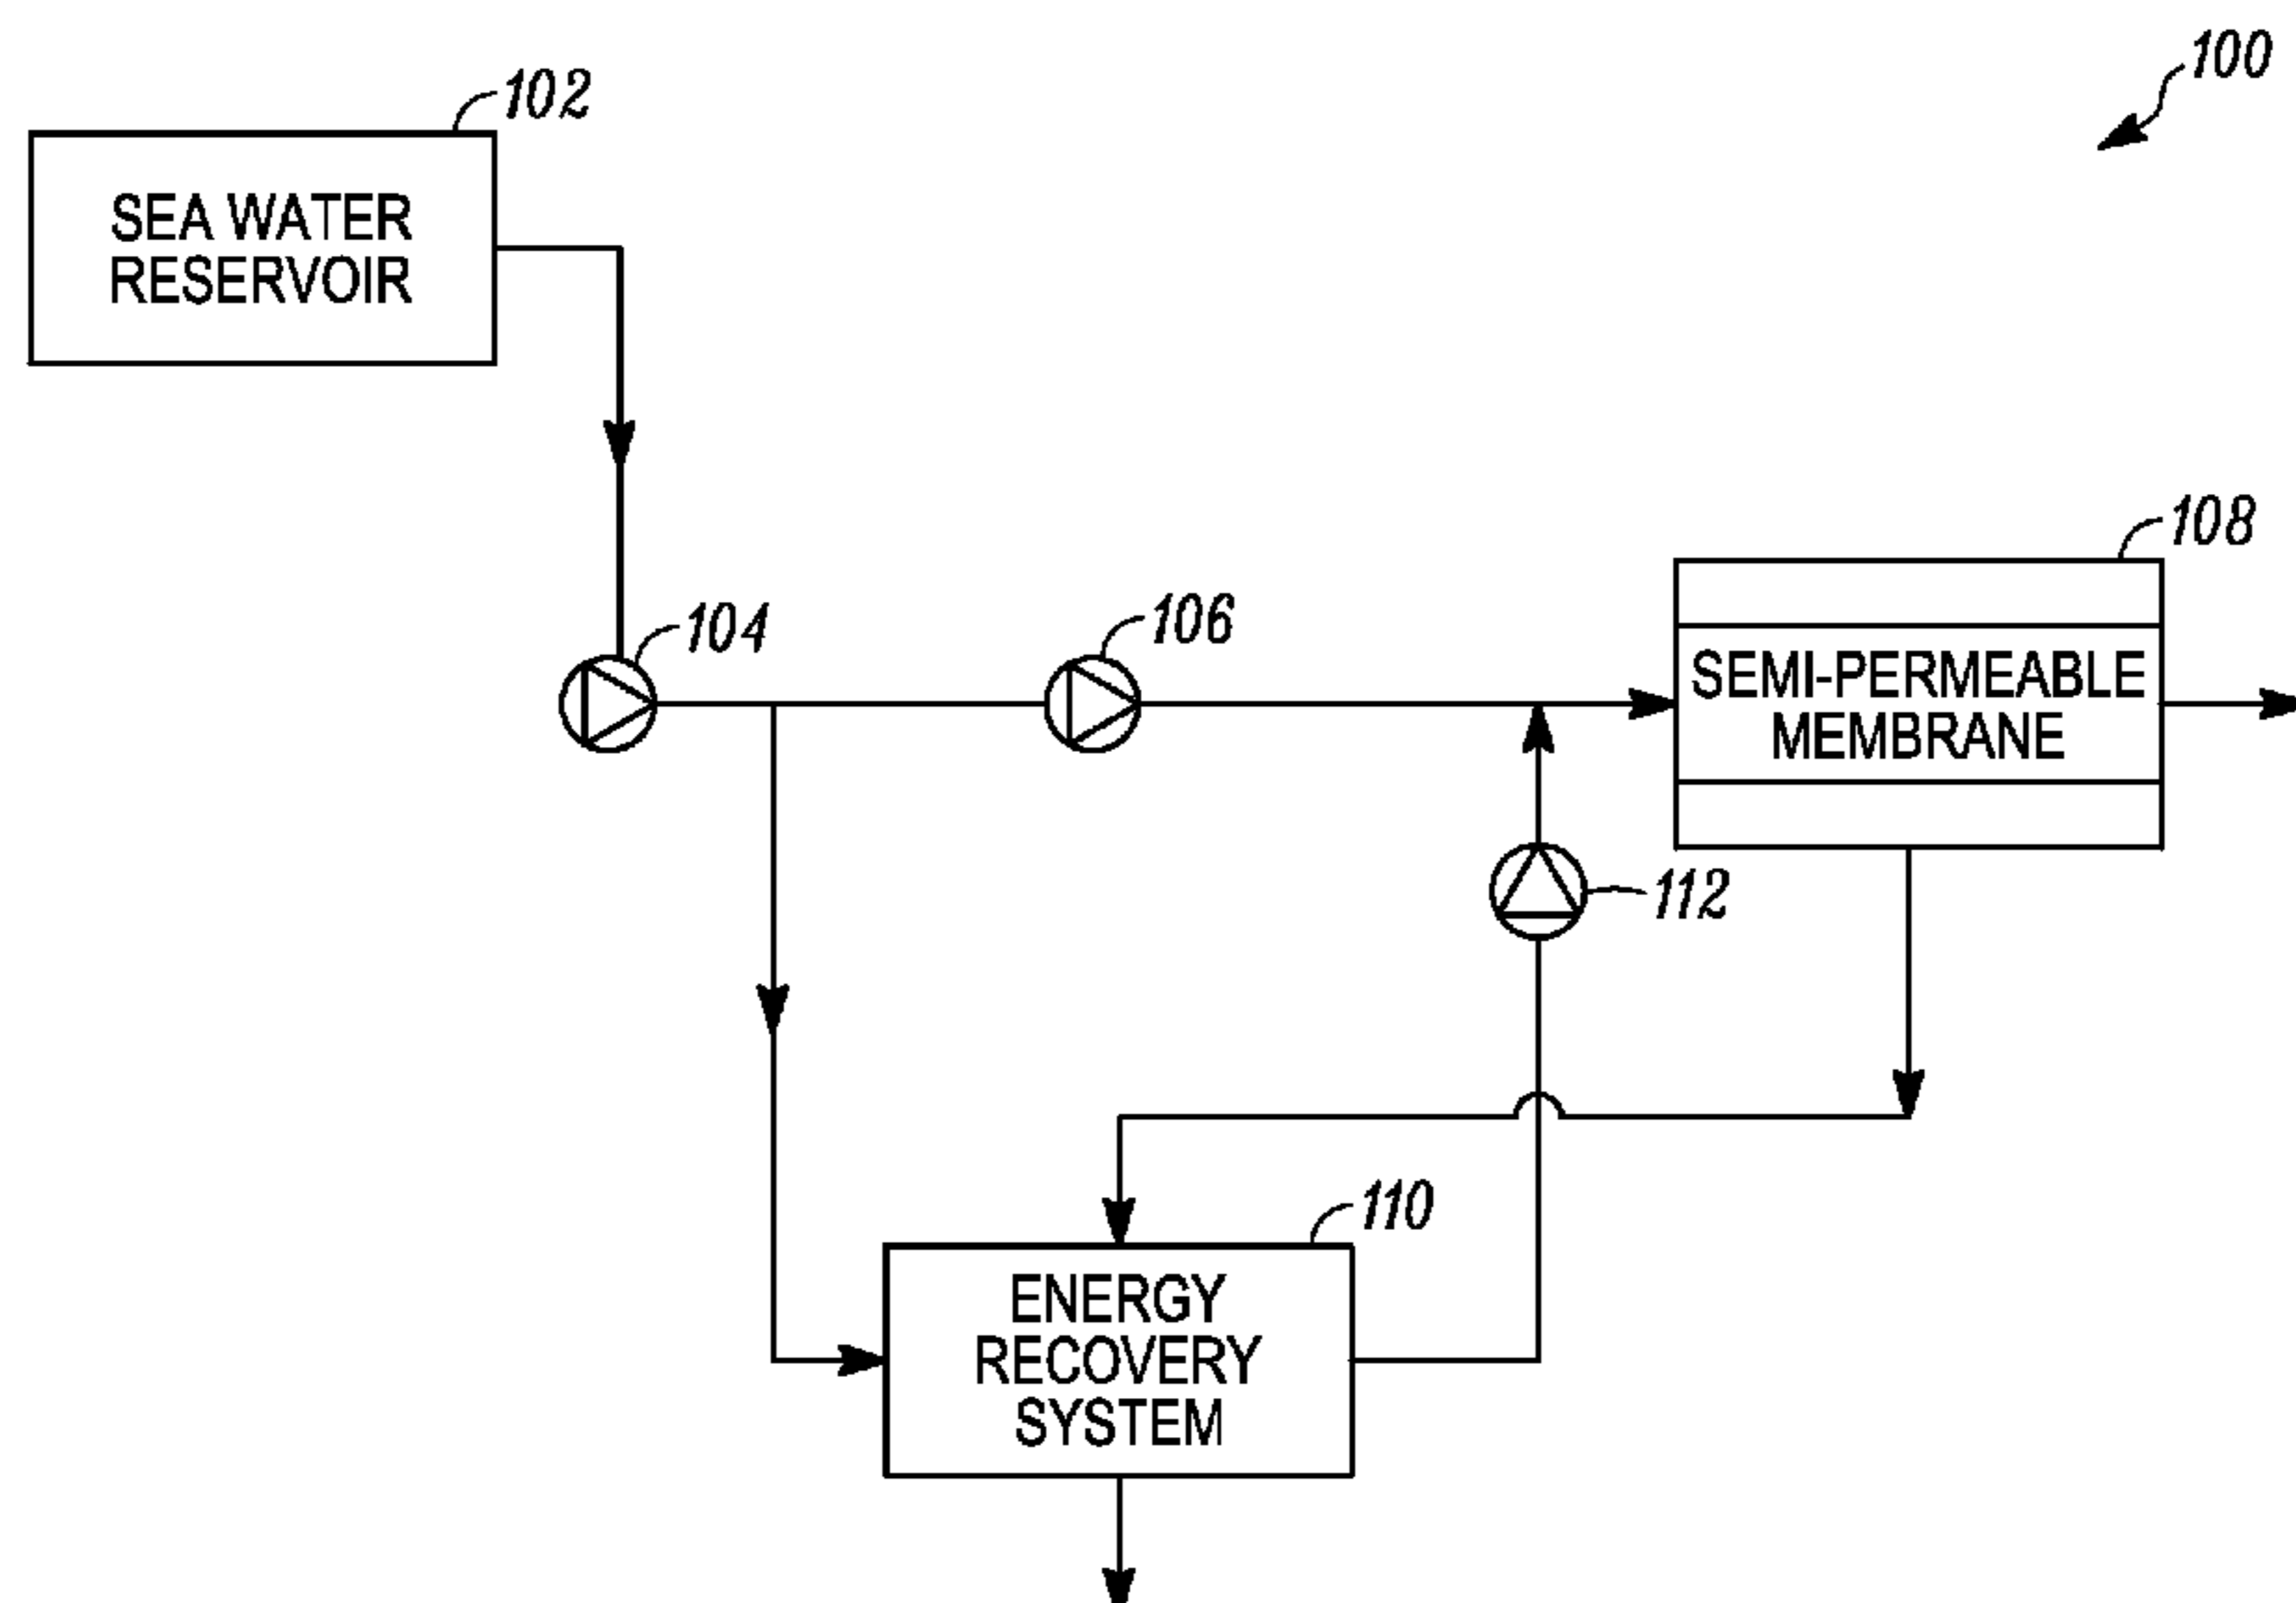 100
102
SEA WATER
RESERVOIR
104
106
108
SEMI-PERMEABLE
MEMBRANE
112
110
ENERGY
RECOVERY
SYSTEM